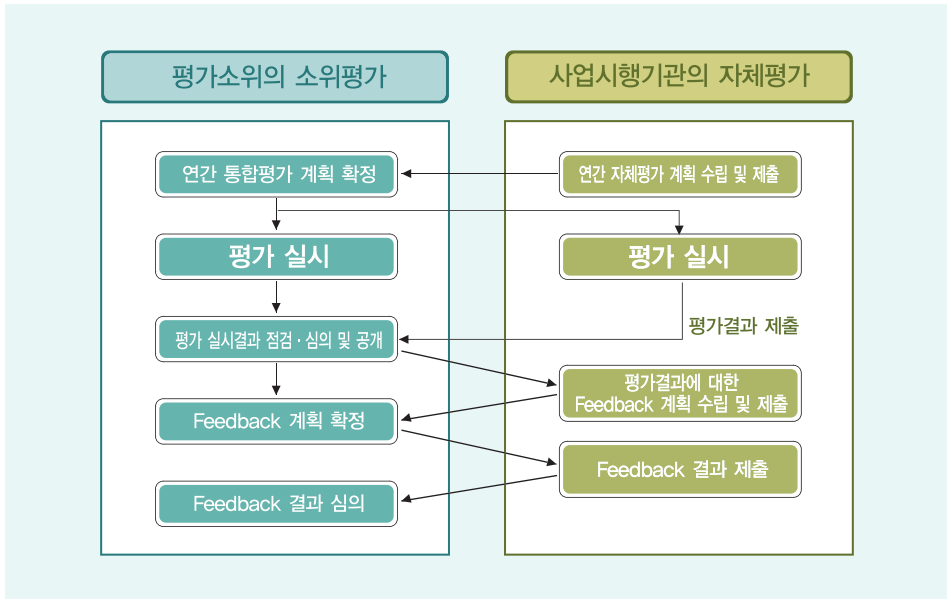 평가소위의 소위평가
사업시행기관의 자체평가
연간 통합평가 계획 확정
연간 자체평가 계획 수립 및 제출
평가 실시
평가 실시
평가결과 제출
평가 실시결과 점검·심의 및 공개
평가결과에 대한
Feedback 계획 수립 및 제출
Feedback 계획 확정
Feedback 결과 제출
Feedback 결과 심의